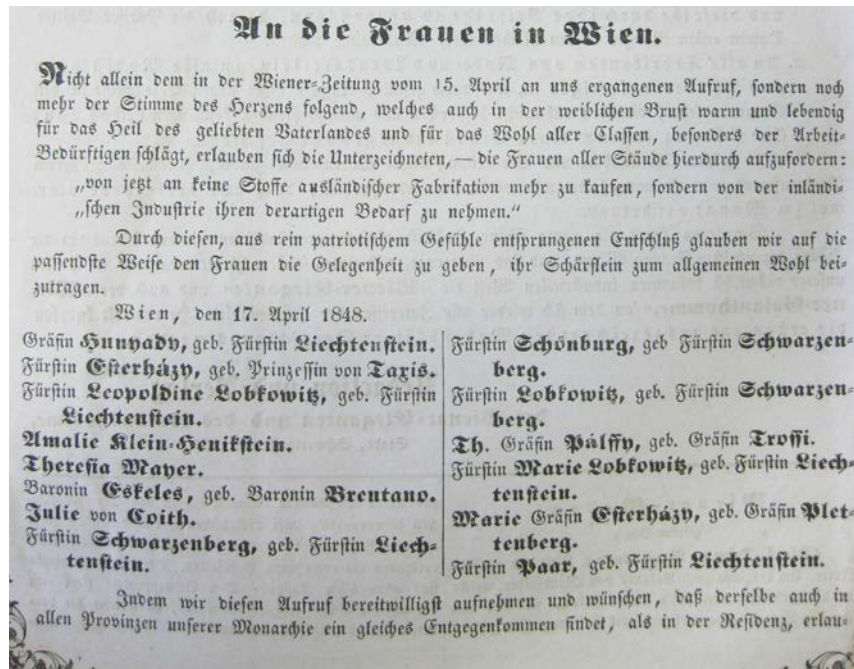 An die Frauen in Wien.
Nicht allein dem in der Wiener-Zeitung vom 15. April an uns ergangenen Aufruf, sondern noch
mehr der Stimme des Herzens folgend, welches auch in der weiblichen Brust warm und lebendig
für das Heil des geliebten Vaterlandes und für das Wohl aller Classen, besonders der Arbeit-
Bedürftigen schlägt, erlauben sich die Unterzeichneten, — die Frauen aller Stände hierdurch aufzufordern:
„von jetzt an keine Stoffe ausländischer Fabrikation mehr zu kaufen, sondern von der inländi-
„schen Industrie ihren derartigen Bedarf zu nehmen.“
Durch diesen, aus rein patriotischem Gefühle entsprungenen Entschluß glauben wir auf die
passendste Weise den Frauen die Gelegenheit zu geben, ihr Schärflein zum allgemeinen Wohl bei-
zutragen.
Wien, den 17. April 1848.
Gräfin Hunyady, geb. Fürstin Liechtenstein.
Fürstin Esterházy, geb. Prinzessin von Taxis.
Fürstin Leopoldine Lobkowitz, geb. Fürstin
Liechtenstein.
Amalie Klein-Henikstein.
Theresia Mayer.
Baronin Eskeles, geb. Baronin Brentano.
Julie von Coith.
Fürstin Schwarzenberg, geb. Fürstin Liech-
tenstein.
Fürstin Schönburg, geb Fürstin Schwarzen-
berg.
Fürstin Lobkowitz, geb. Fürstin Schwarzen-
berg.
Th. Gräfin Pálffy, geb. Gräfin Troffi.
Fürstin Marie Lobkowitz, geb. Fürstin Liech-
tenstein.
Marie Gräfin Esterházy, geb. Gräfin Plet-
tenberg.
Fürstin Paar, geb. Fürstin Liechtenstein.
Indem wir diesen Aufruf bereitwilligst aufnehmen und wünschen, daß derselbe auch in
allen Provinzen unserer Monarchie ein gleiches Entgegenkommen findet, als in der Residenz, erlau-